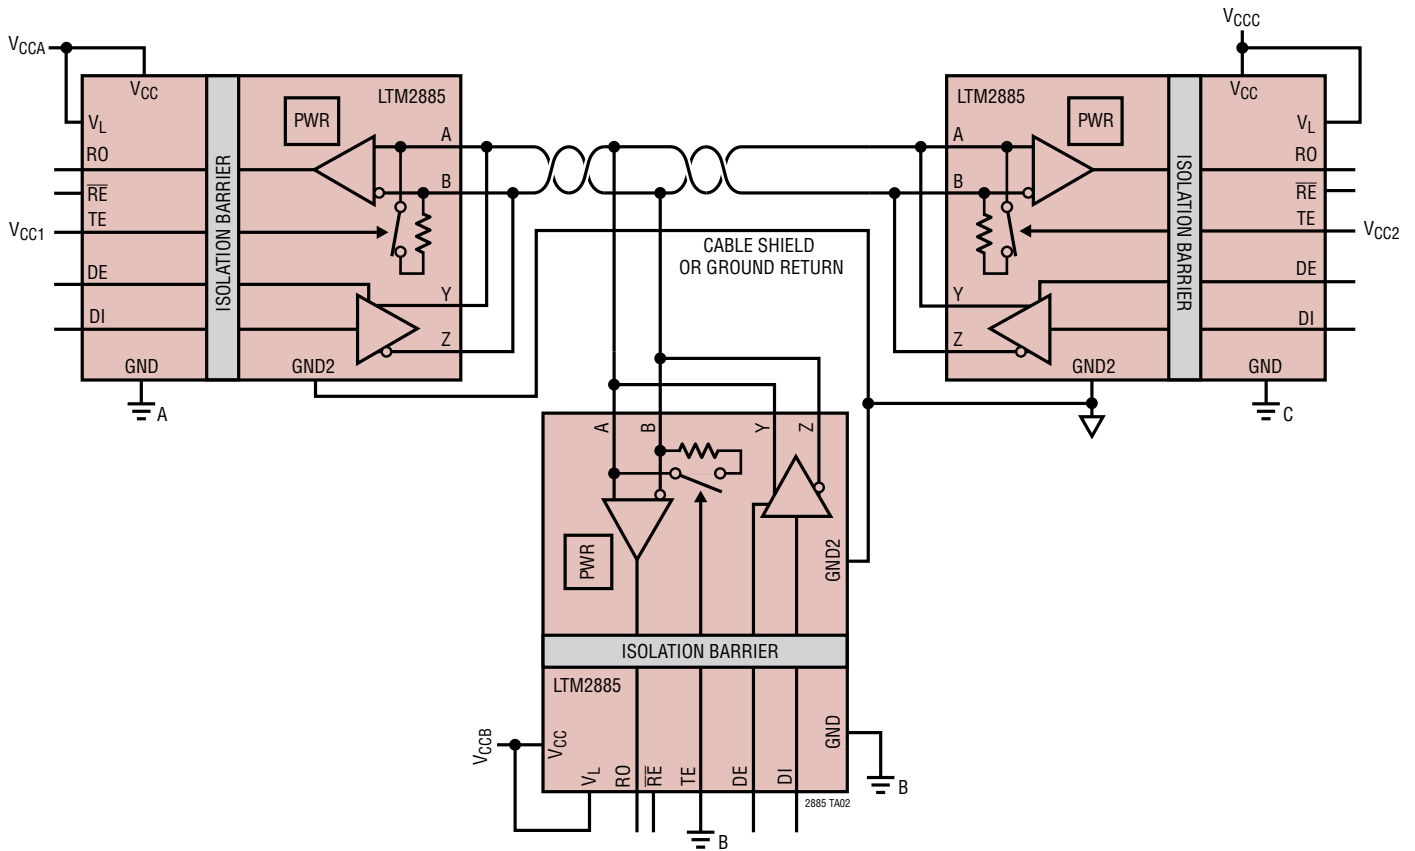 VCCA
VCC
VL
RO
RE
VCC1
TE
DE
DI
GND
A
ISOLATION BARRIER
PWR
LTM2885
A
B
Y
Z
GND2
CABLE SHIELD
OR GROUND RETURN
VCCC
LTM2885
PWR
A
B
Y
Z
GND2
ISOLATION BARRIER
VCC
VL
RO
RE
TE
VCC2
DE
DI
GND
C
A
B
Y
Z
PWR
GND2
ISOLATION BARRIER
LTM2885
VCCB
VCC
VL
RO
RE
TE
DE
DI
GND
B
B
2885 TA02